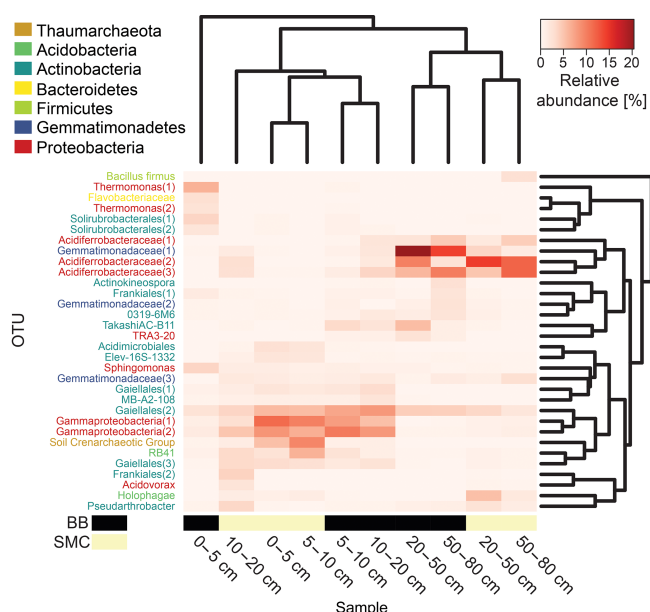 Thaumarchaeota
Acidobacteria
Actinobacteria
Bacteroidetes
Firmicutes
Gemmatimonadetes
Proteobacteria
0 5 10 15 20
Relative
abundance [%]
OTU
Bacillus firmus
Thermomonas(1)
Flavobacteriaceae
Thermomonas(2)
Solirubrobacterales(1)
Solirubrobacterales(2)
Acidiferrobacteraceae(1)
Gemmatimonadaceae(1)
Acidiferrobacteraceae(2)
Acidiferrobacteraceae(3)
Actinokineospora
Frankiales(1)
Gemmatimonadaceae(2)
0319-6M6
TakashiAC-B11
TRA3-20
Acidimicrobiales
Elev-16S-1332
Sphingomonas
Gemmatimonadaceae(3)
Gaiellales(1)
MB-A2-108
Gaiellales(2)
Gammaproteobacteria(1)
Gammaproteobacteria(2)
Soil Crenarchaeotic Group
RB41
Gaiellales(3)
Frankiales(2)
Acidovorax
Holophagae
Pseudarthrobacter
BB
SMC
0–5 cm
10–20 cm
0–5 cm
5–10 cm
5–10 cm
10–20 cm
20–50 cm
50–80 cm
20–50 cm
50–80 cm
Sample